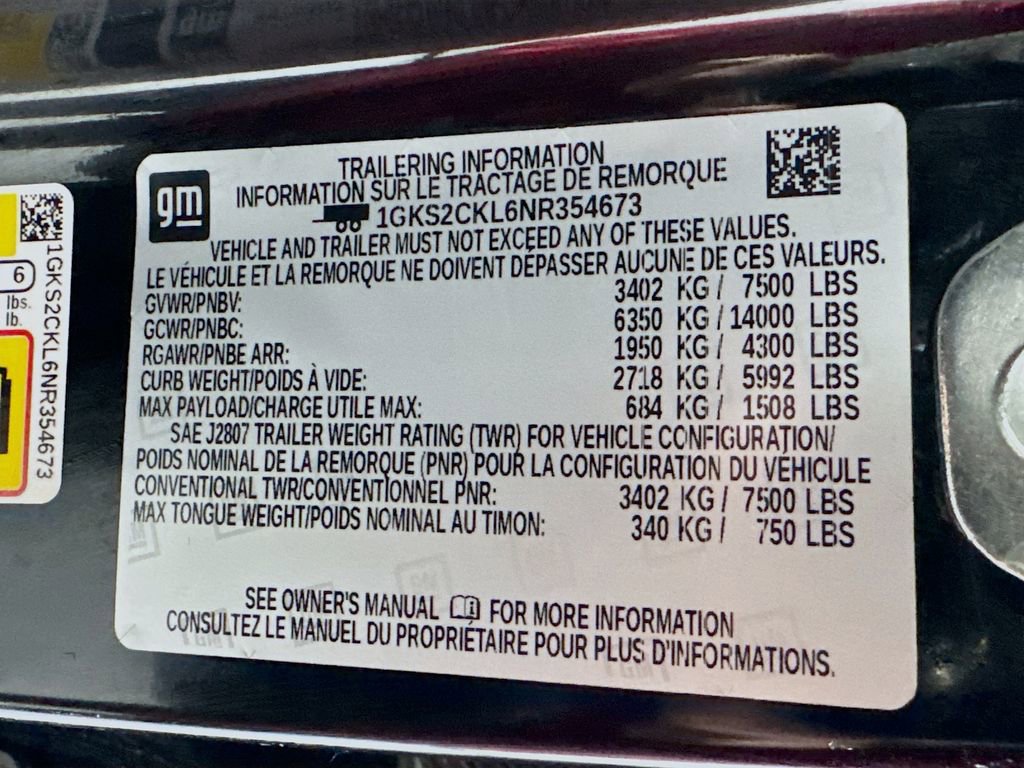 gm
TRAILERING INFORMATION
INFORMATION SUR LE TRACTAGE DE REMORQUE
1GKS2CKL6NR354673
VEHICLE AND TRAILER MUST NOT EXCEED ANY OF THESE VALUES.
LE VÉHICULE ET LA REMORQUE NE DOIVENT DÉPASSER AUCUNE DE CES VALEURS.
GVWR/PNBV: 3402 KG / 7500 LBS
GCWR/PNBC: 6350 KG / 14000 LBS
RGAWR/PNBE ARR: 1950 KG / 4300 LBS
CURB WEIGHT/POIDS À VIDE: 2718 KG / 5992 LBS
MAX PAYLOAD/CHARGE UTILE MAX: 684 KG / 1508 LBS
SAE J2807 TRAILER WEIGHT RATING (TWR) FOR VEHICLE CONFIGURATION/
POIDS NOMINAL DE LA REMORQUE (PNR) POUR LA CONFIGURATION DU VÉHICULE
CONVENTIONAL TWR/CONVENTIONNEL PNR: 3402 KG / 7500 LBS
MAX TONGUE WEIGHT/POIDS NOMINAL AU TIMON: 340 KG / 750 LBS
SEE OWNER'S MANUAL FOR MORE INFORMATION
CONSULTEZ LE MANUEL DU PROPRIÉTAIRE POUR PLUS D'INFORMATIONS.
6
lbs.
lb.
1GKS2CKL6NR354673